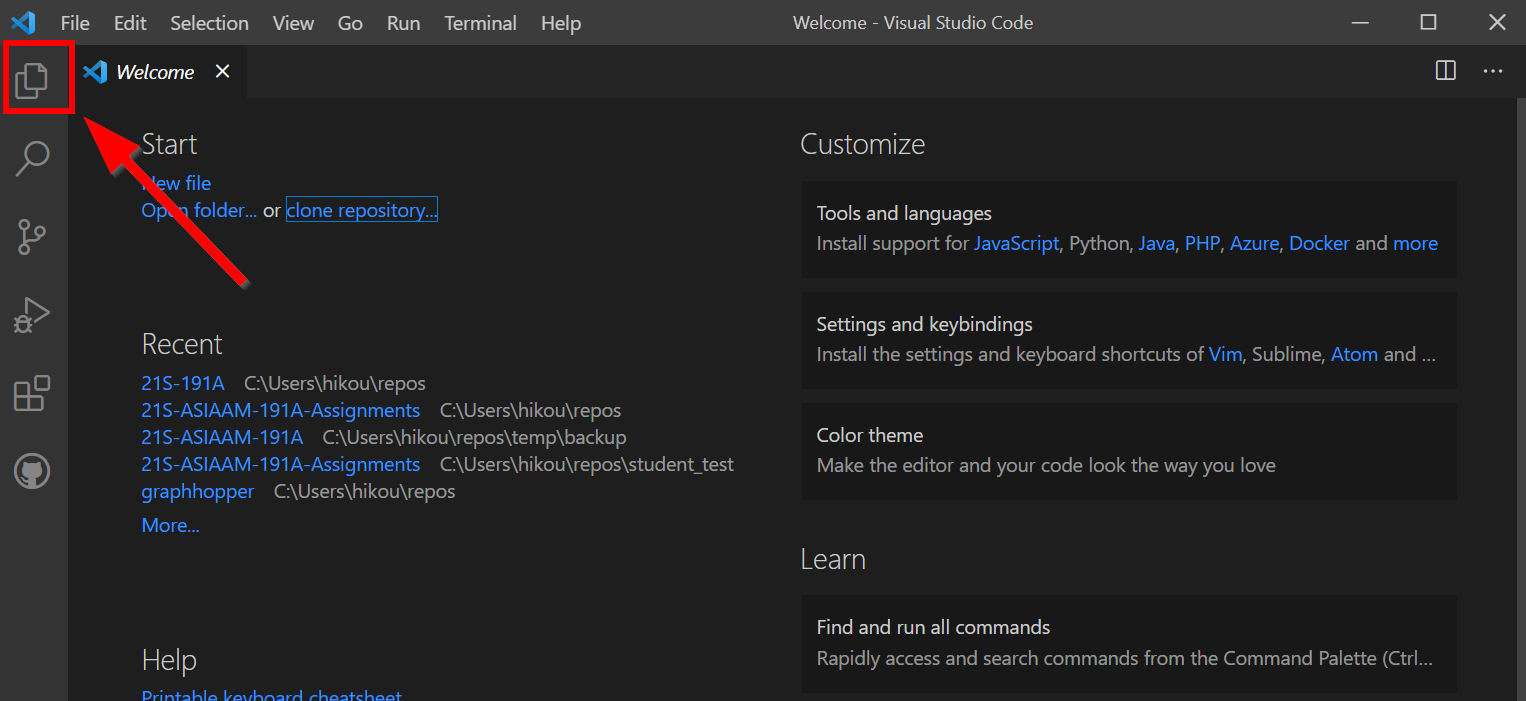 File Edit Selection View Go Run Terminal Help Welcome - Visual Studio Code
Welcome
Start
New file
Open folder... or clone repository...
Recent
21S-191A C:\Users\hikou\repos
21S-ASIAAM-191A-Assignments C:\Users\hikou\repos
21S-ASIAAM-191A C:\Users\hikou\repos\temp\backup
21S-ASIAAM-191A-Assignments C:\Users\hikou\repos\student_test
graphhopper C:\Users\hikou\repos
More...
Help
Printable keyboard cheatsheet
Customize
Tools and languages
Install support for JavaScript, Python, Java, PHP, Azure, Docker and more
Settings and keybindings
Install the settings and keyboard shortcuts of Vim, Sublime, Atom and ...
Color theme
Make the editor and your code look the way you love
Learn
Find and run all commands
Rapidly access and search commands from the Command Palette (Ctrl...